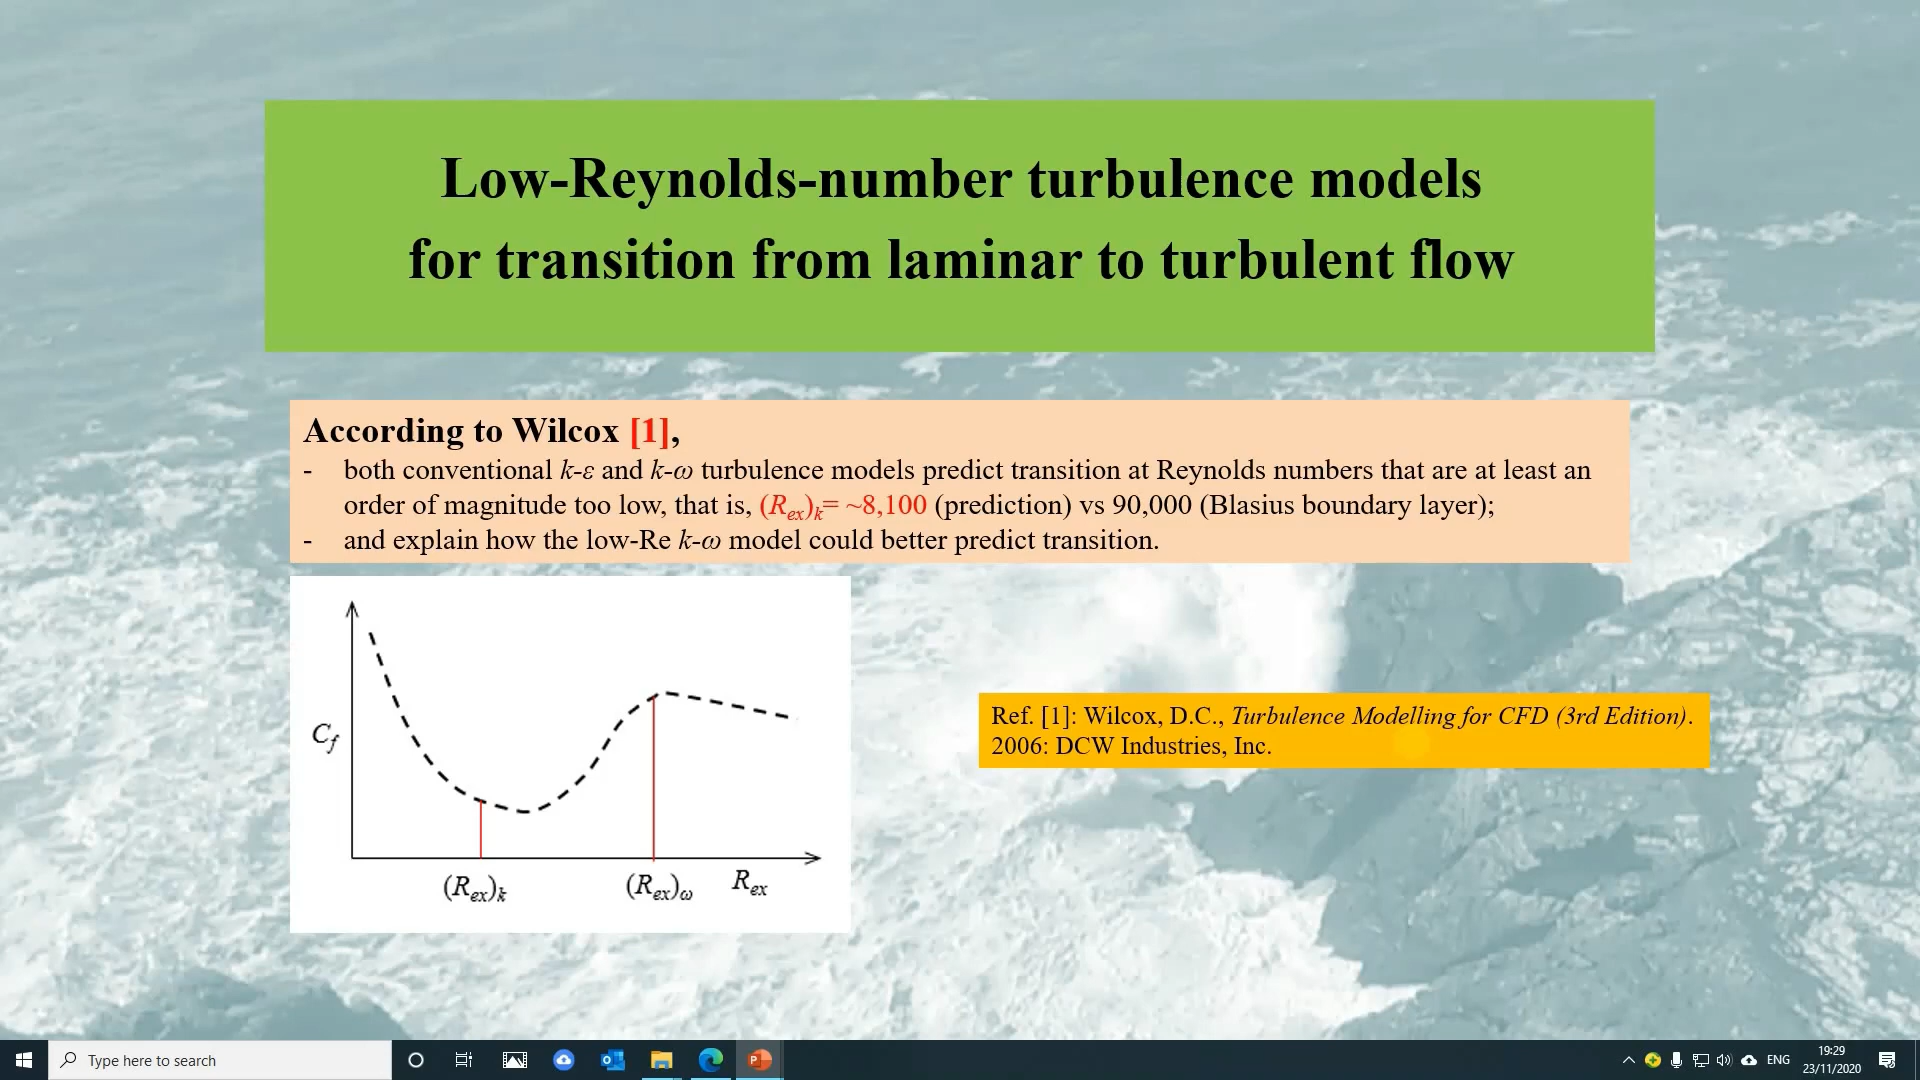 Low-Reynolds-number turbulence models
for transition from laminar to turbulent flow
According to Wilcox [1],
- both conventional k-ε and k-ω turbulence models predict transition at Reynolds numbers that are at least an
order of magnitude too low, that is, (Rex)k= ~8,100 (prediction) vs 90,000 (Blasius boundary layer);
- and explain how the low-Re k-ω model could better predict transition.
Cf
(Rex)k
(Rex)ω
Rex
Ref. [1]: Wilcox, D.C., Turbulence Modelling for CFD (3rd Edition).
2006: DCW Industries, Inc.
Type here to search
ENG
19:29
23/11/2020